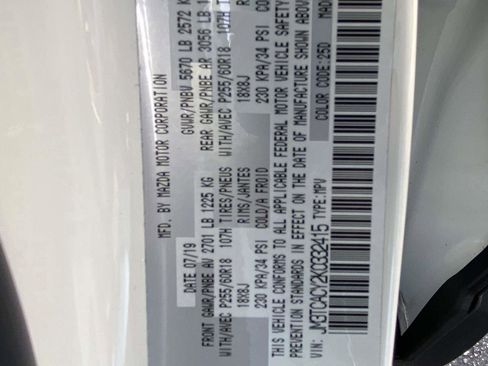 MFD. BY MAZDA MOTOR CORPORATION
07/19 GVWR/PNBV 5670 LB 2572 K
FRONT GAWR/PNBE AV 2701 LB 1225 KG REAR GAWR/PNBE AR 3056 LB
WITH/AVEC P255/60R18 107H TIRES/PNEUS WITH/AVEC P255/60R18 107H T
18X8J RIMS/JANTES 18X8J
230 KPA/34 PSI COLD/A FROID 230 KPA/34 PSI
THIS VEHICLE CONFORMS TO ALL APPLICABLE FEDERAL MOTOR VEHICLE SAFETY
PREVENTION STANDARDS IN EFFECT ON THE DATE OF MANUFACTURE SHOWN ABOV
VIN: JM3TCACY2K0332415 TYPE: MPV COLOR CODE: 25D MAD